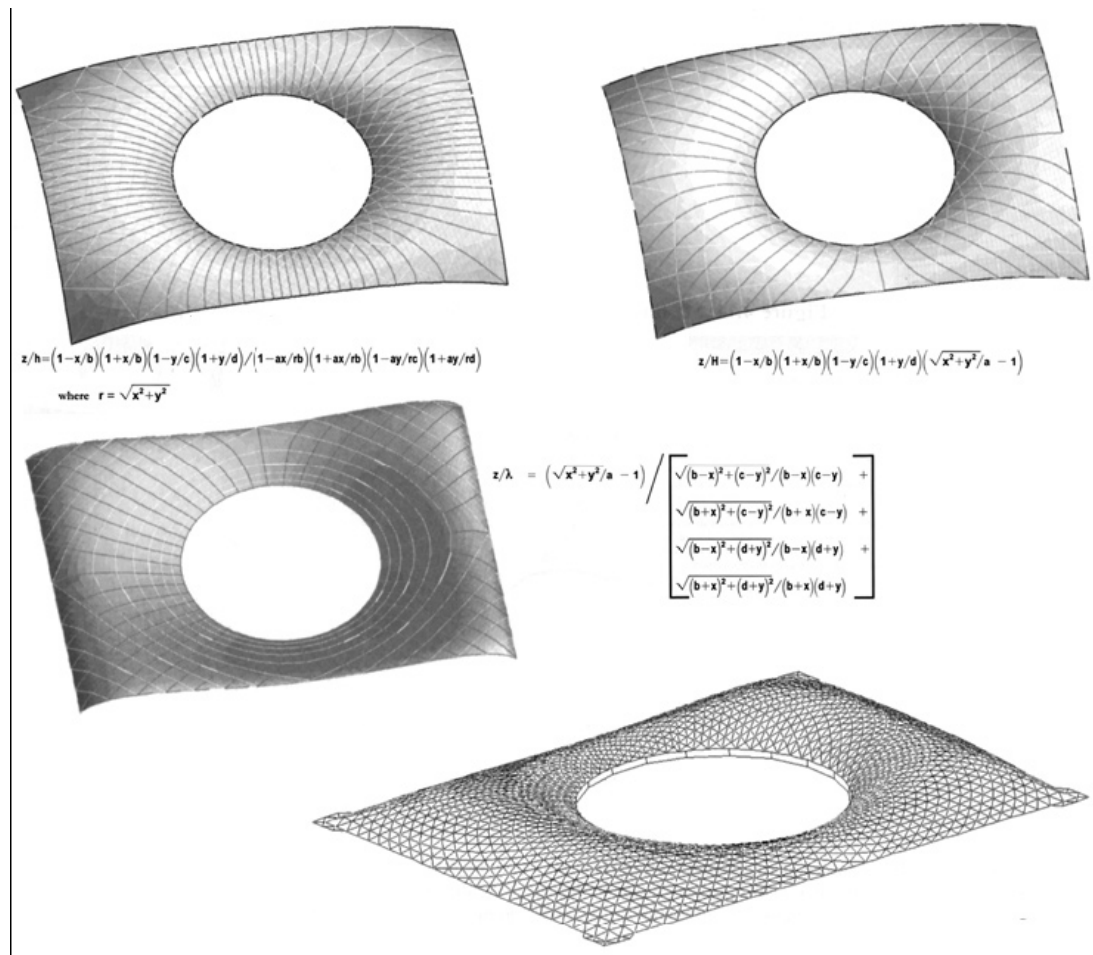 z/h=(1−x/b)(1+x/b)(1−y/c)(1+y/d)/(1−ax/rb)(1+ax/rb)(1−ay/rc)(1+ay/rd)
where r = √x²+y²
z/H=(1−x/b)(1+x/b)(1−y/c)(1+y/d)(√x²+y²/a − 1)
z/λ = (√x²+y²/a − 1) / [√(b−x)²+(c−y)²/(b−x)(c−y) +
√(b+x)²+(c−y)²/(b+x)(c−y) +
√(b−x)²+(d+y)²/(b−x)(d+y) +
√(b+x)²+(d+y)²/(b+x)(d+y)]